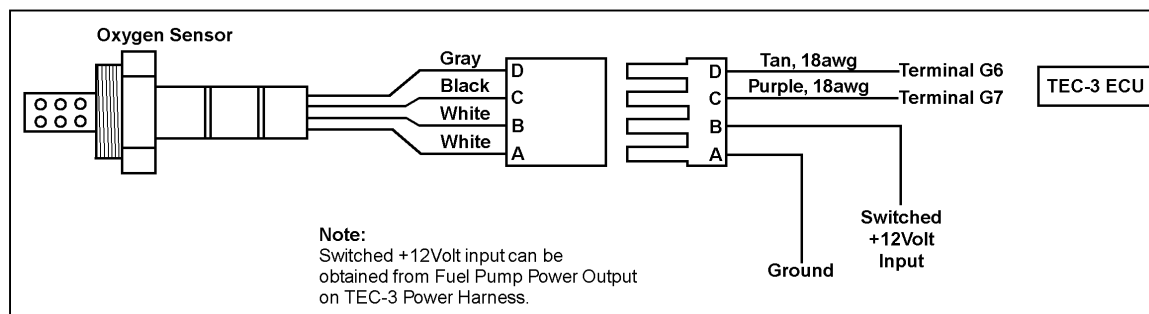 Oxygen Sensor
Gray
Black
White
White
D
C
B
A
D
C
B
A
Tan, 18awg
Purple, 18awg
Terminal G6
Terminal G7
TEC-3 ECU
Switched
+12Volt
Input
Ground
Note:
Switched +12Volt input can be
obtained from Fuel Pump Power Output
on TEC-3 Power Harness.